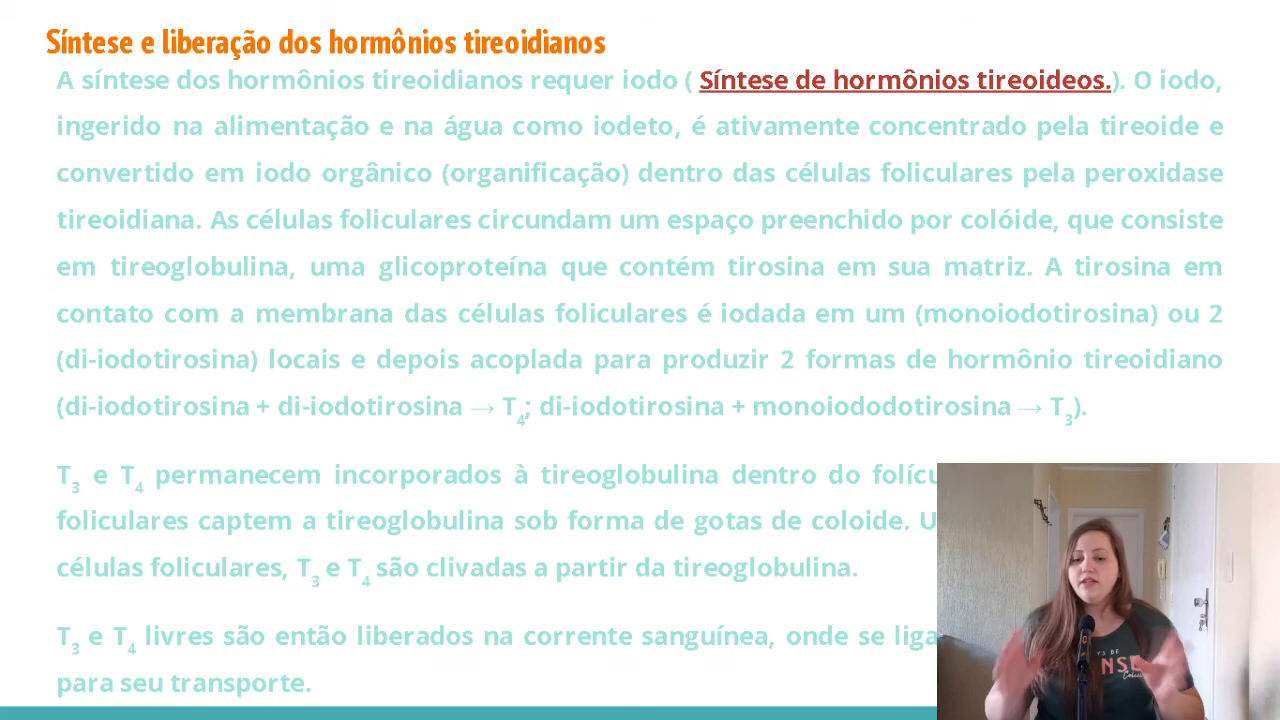 Síntese e liberação dos hormônios tireoidianos
A síntese dos hormônios tireoidianos requer iodo ( Síntese de hormônios tireoideos.). O iodo,
ingerido na alimentação e na água como iodeto, é ativamente concentrado pela tireoide e
convertido em iodo orgânico (organificação) dentro das células foliculares pela peroxidase
tireoidiana. As células foliculares circundam um espaço preenchido por colóide, que consiste
em tireoglobulina, uma glicoproteína que contém tirosina em sua matriz. A tirosina em
contato com a membrana das células foliculares é iodada em um (monoiodotirosina) ou 2
(di-iodotirosina) locais e depois acoplada para produzir 2 formas de hormônio tireoidiano
(di-iodotirosina + di-iodotirosina → T4; di-iodotirosina + monoiododotirosina → T3).
T3 e T4 permanecem incorporados à tireoglobulina dentro do
foliculares captem a tireoglobulina sob forma de gotas de coloide.
células foliculares, T3 e T4 são clivadas a partir da tireoglobulina.
T3 e T4 livres são então liberados na corrente sanguínea, onde se
para seu transporte.